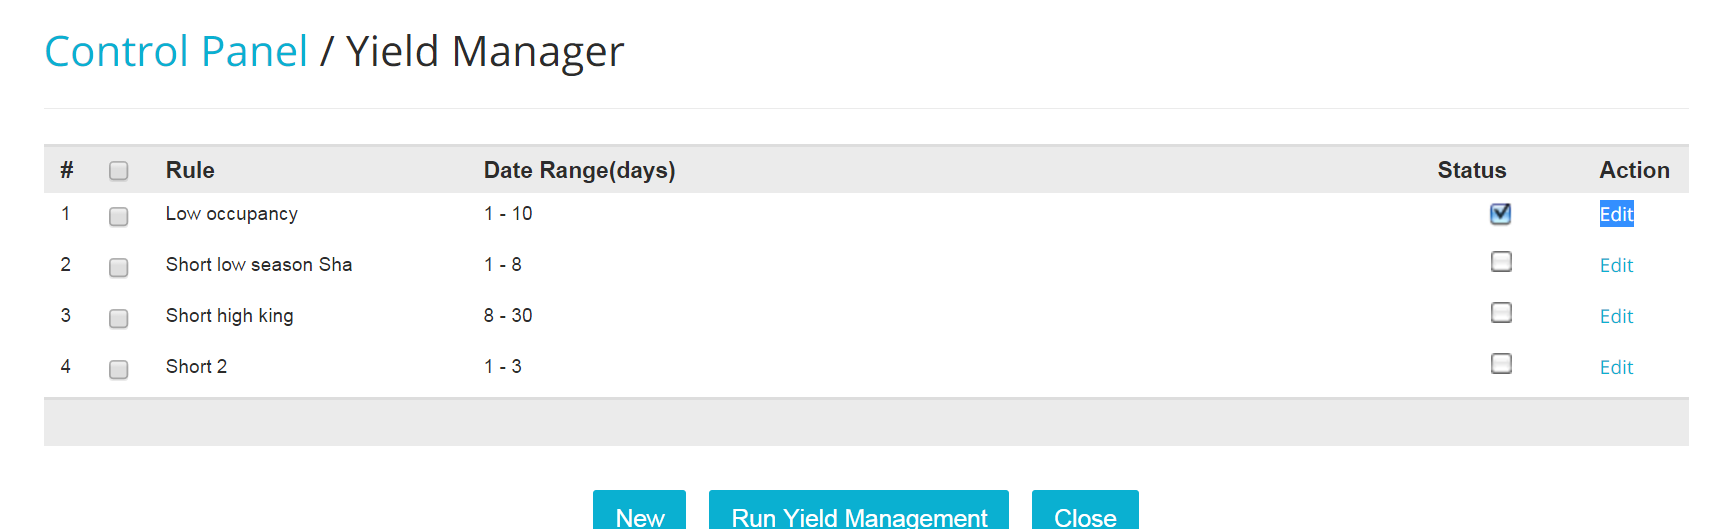 Control Panel / Yield Manager
# Rule Date Range(days) Status Action
1 Low occupancy 1 - 10 Edit
2 Short low season Sha 1 - 8 Edit
3 Short high king 8 - 30 Edit
4 Short 2 1 - 3 Edit
New Run Yield Management Close